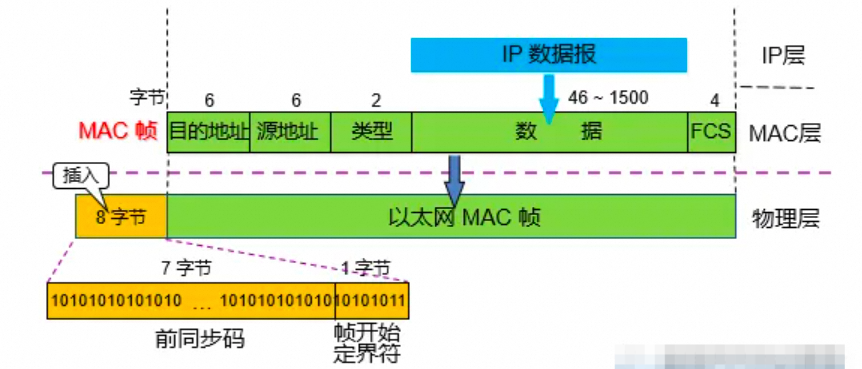 IP 数据报
IP层
字节 6 6 2 46 ~ 1500 4
MAC 帧 目的地址 源地址 类型 数 据 FCS MAC层
插入
8 字节 以太网 MAC 帧 物理层
7 字节 1 字节
10101010101010 ... 10101010101010101011
前同步码 帧开始
定界符